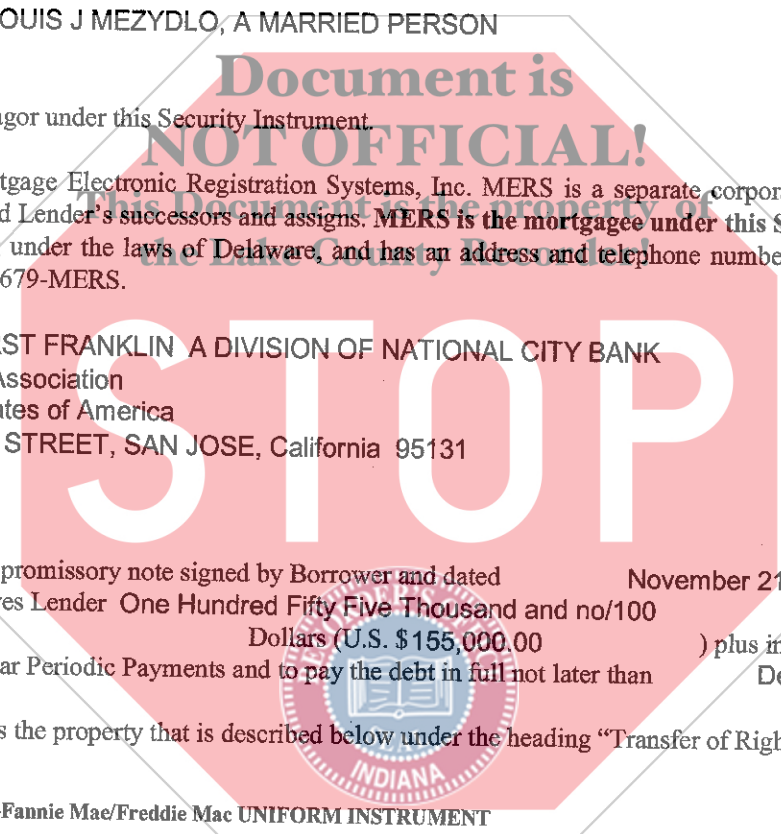 OUIS J MEZYDLO, A MARRIED PERSON
Document is
agor under this Security Instrument.
NOT OFFICIAL!
tgage Electronic Registration Systems, Inc. MERS is a separate corpor
This Document is the property of
d Lender's successors and assigns. MERS is the mortgagee under this S
under the laws of Delaware, and has an address and telephone numbe
the Lake County Recorder!
679-MERS.
ST FRANKLIN A DIVISION OF NATIONAL CITY BANK
Association
tes of America
STREET, SAN JOSE, California 95131
STOP
promissory note signed by Borrower and dated November 21
es Lender One Hundred Fifty Five Thousand and no/100
Dollars (U.S. $155,000.00 ) plus in
ar Periodic Payments and to pay the debt in full not later than De
s the property that is described below under the heading “Transfer of Righ
INDIANA
-Fannie Mae/Freddie Mac UNIFORM INSTRUMENT